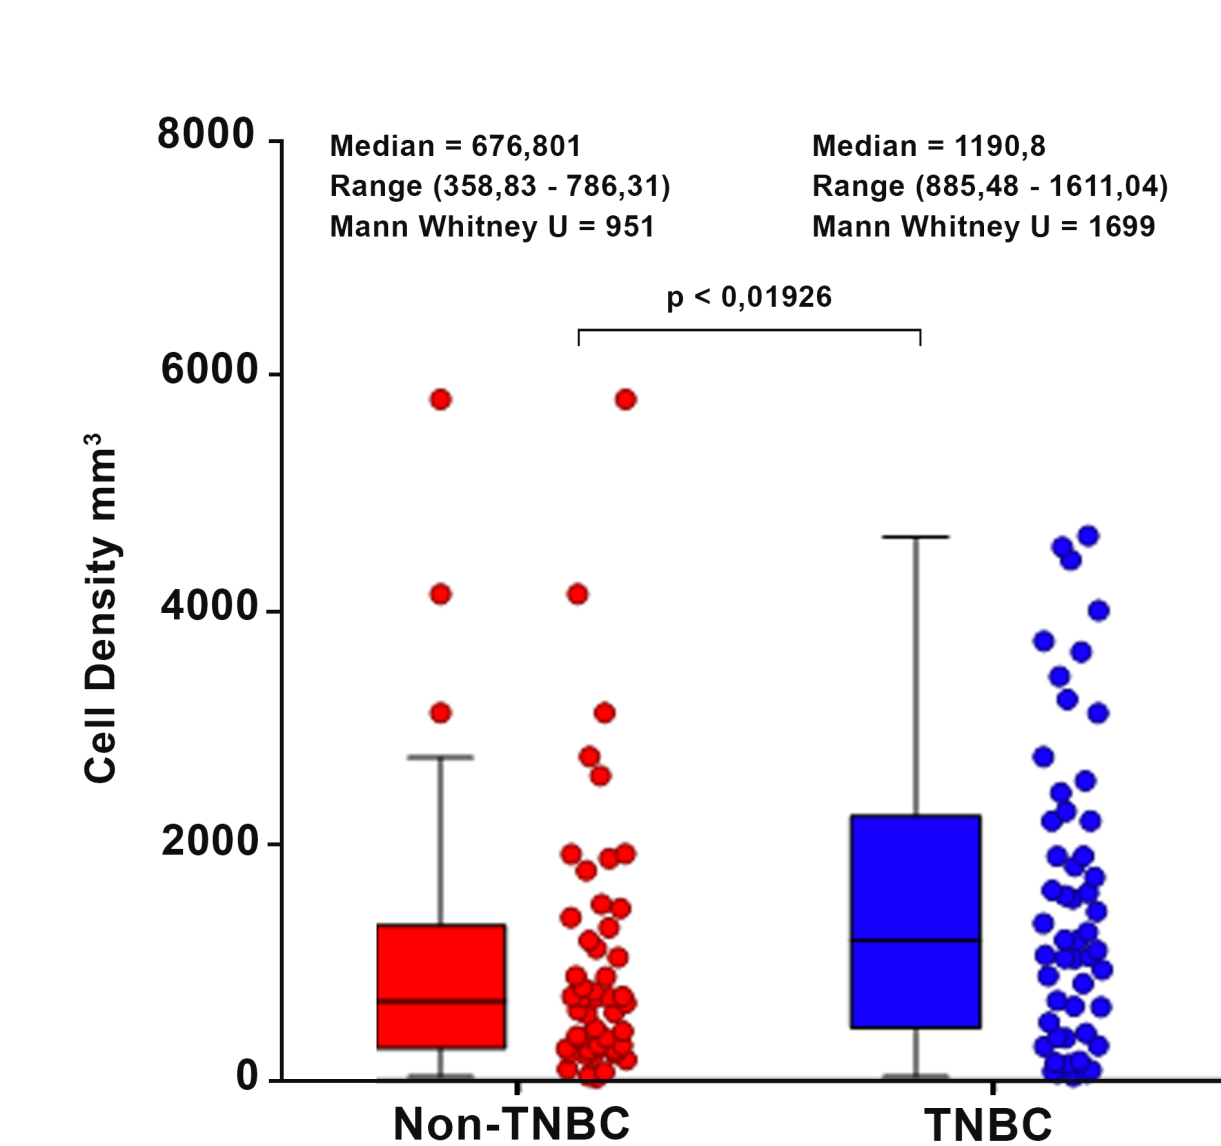 8000
Median = 676,801
Range (358,83 - 786,31)
Mann Whitney U = 951
Median = 1190,8
Range (885,48 - 1611,04)
Mann Whitney U = 1699
p < 0,01926
6000
4000
2000
0
Cell Density mm³
Non-TNBC
TNBC